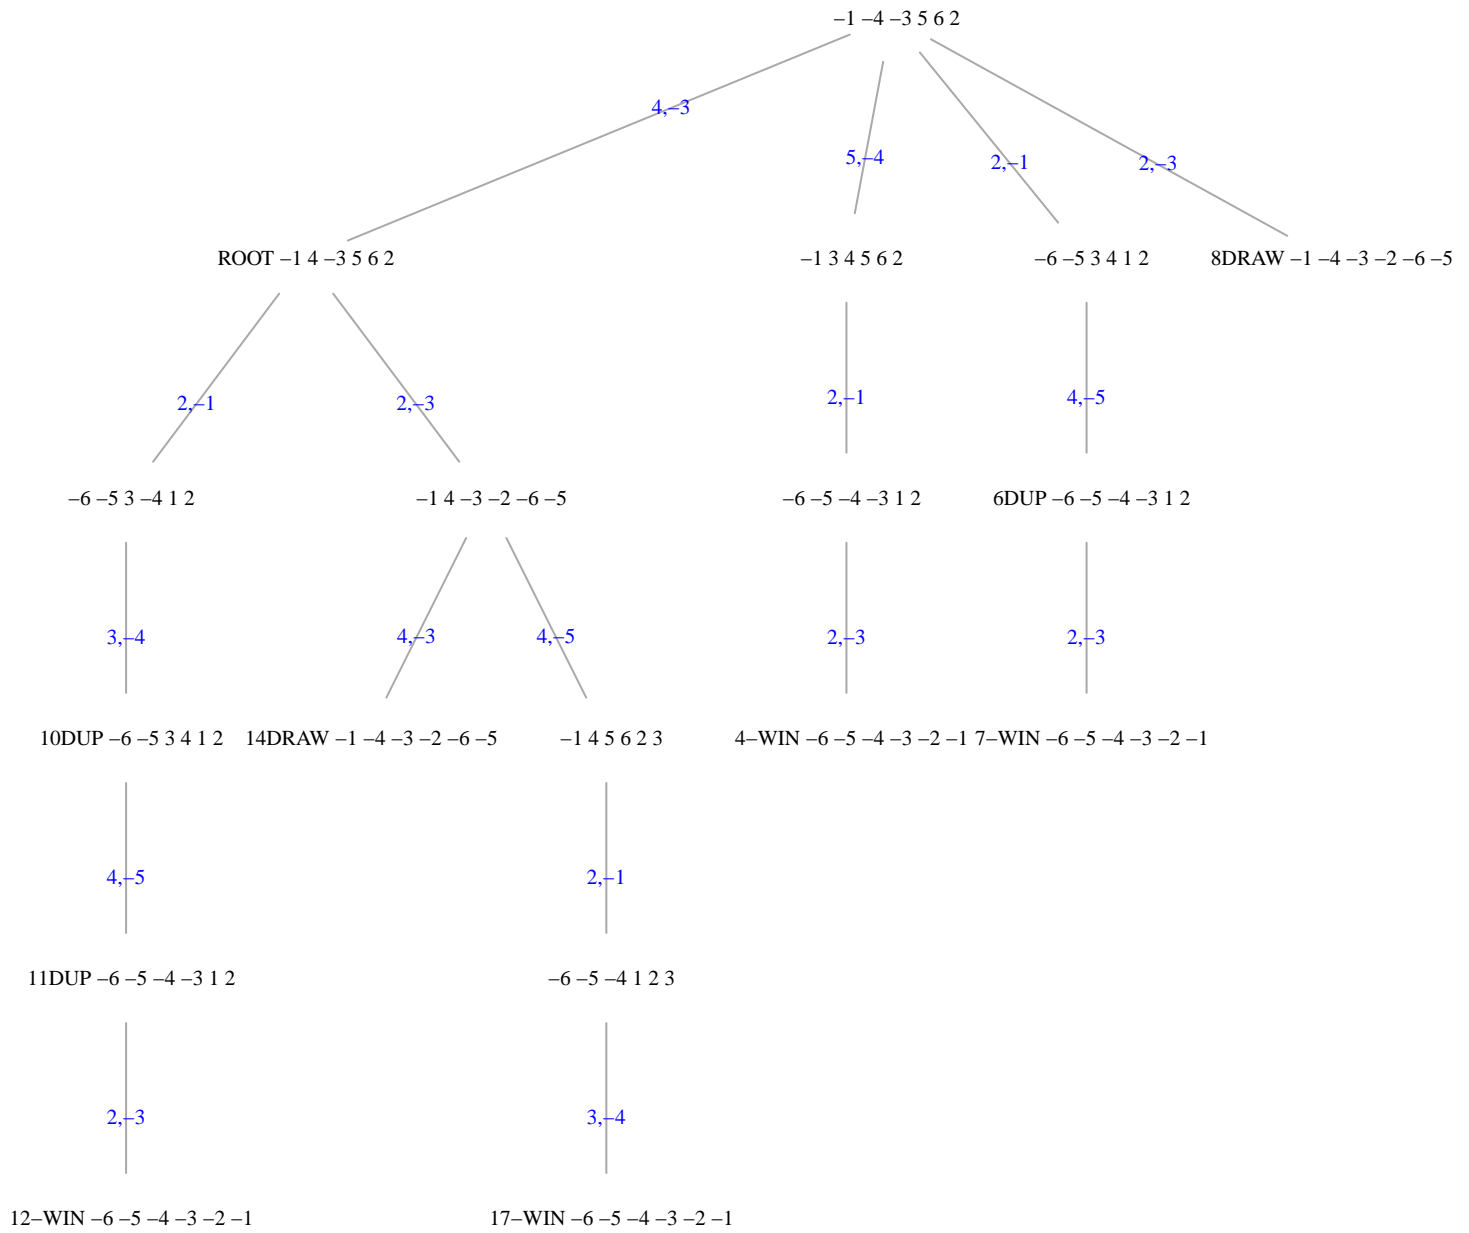 –1 –4 –3 5 6 2
4,–3
5,–4
2,–1
2,–3
ROOT –1 4 –3 5 6 2
–1 3 4 5 6 2
–6 –5 3 4 1 2
8DRAW –1 –4 –3 –2 –6 –5
2,–1
2,–3
2,–1
4,–5
–6 –5 3 –4 1 2
–1 4 –3 –2 –6 –5
–6 –5 –4 –3 1 2
6DUP –6 –5 –4 –3 1 2
3,–4
4,–3
4,–5
2,–3
2,–3
10DUP –6 –5 3 4 1 2
14DRAW –1 –4 –3 –2 –6 –5
–1 4 5 6 2 3
4–WIN –6 –5 –4 –3 –2 –1
7–WIN –6 –5 –4 –3 –2 –1
4,–5
2,–1
11DUP –6 –5 –4 –3 1 2
–6 –5 –4 1 2 3
2,–3
3,–4
12–WIN –6 –5 –4 –3 –2 –1
17–WIN –6 –5 –4 –3 –2 –1